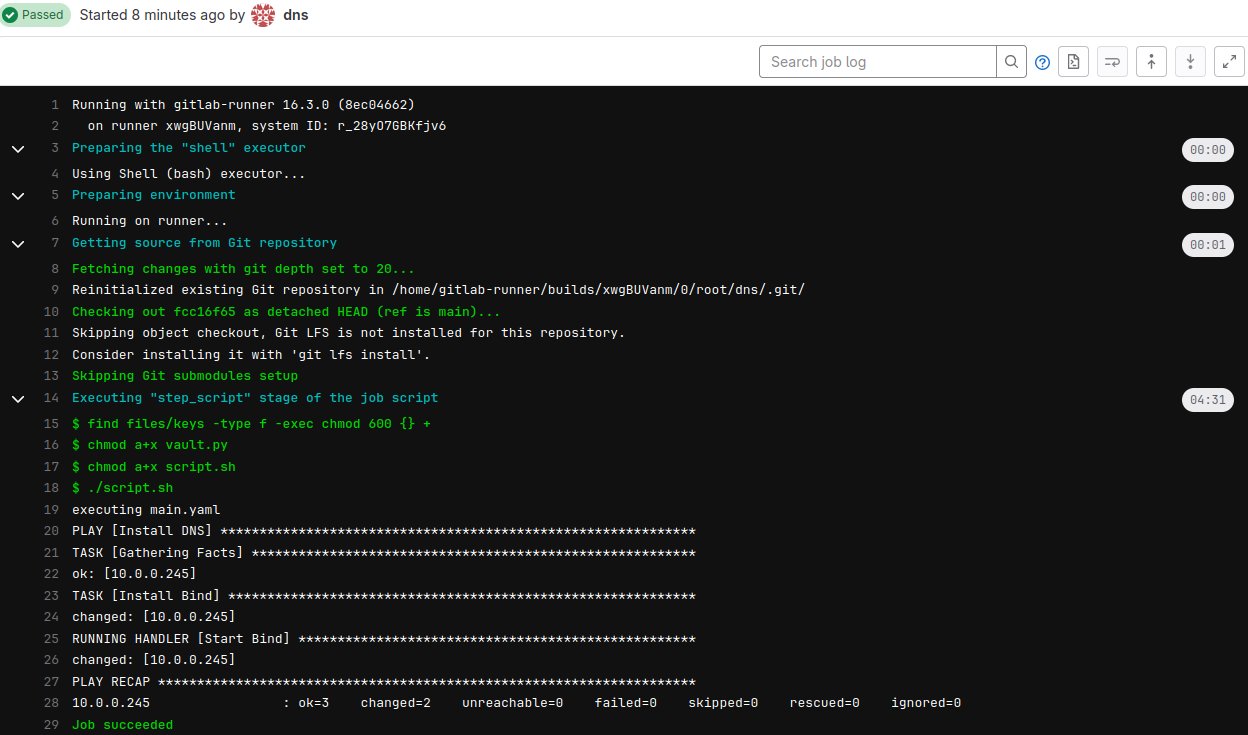 Passed Started 8 minutes ago by dns
Search job log
1 Running with gitlab-runner 16.3.0 (8ec04662)
2 on runner xwgBUVanm, system ID: r_28yO7GBKfjv6
3 Preparing the "shell" executor 00:00
4 Using Shell (bash) executor...
5 Preparing environment 00:00
6 Running on runner...
7 Getting source from Git repository 00:01
8 Fetching changes with git depth set to 20...
9 Reinitialized existing Git repository in /home/gitlab-runner/builds/xwgBUVanm/0/root/dns/.git/
10 Checking out fcc16f65 as detached HEAD (ref is main)...
11 Skipping object checkout, Git LFS is not installed for this repository.
12 Consider installing it with 'git lfs install'.
13 Skipping Git submodules setup
14 Executing "step_script" stage of the job script 04:31
15 $ find files/keys -type f -exec chmod 600 {} +
16 $ chmod a+x vault.py
17 $ chmod a+x script.sh
18 $ ./script.sh
19 executing main.yaml
20 PLAY [Install DNS] *************************************************************
21 TASK [Gathering Facts] *********************************************************
22 ok: [10.0.0.245]
23 TASK [Install Bind] ************************************************************
24 changed: [10.0.0.245]
25 RUNNING HANDLER [Start Bind] ***************************************************
26 changed: [10.0.0.245]
27 PLAY RECAP *********************************************************************
28 10.0.0.245 : ok=3 changed=2 unreachable=0 failed=0 skipped=0 rescued=0 ignored=0
29 Job succeeded